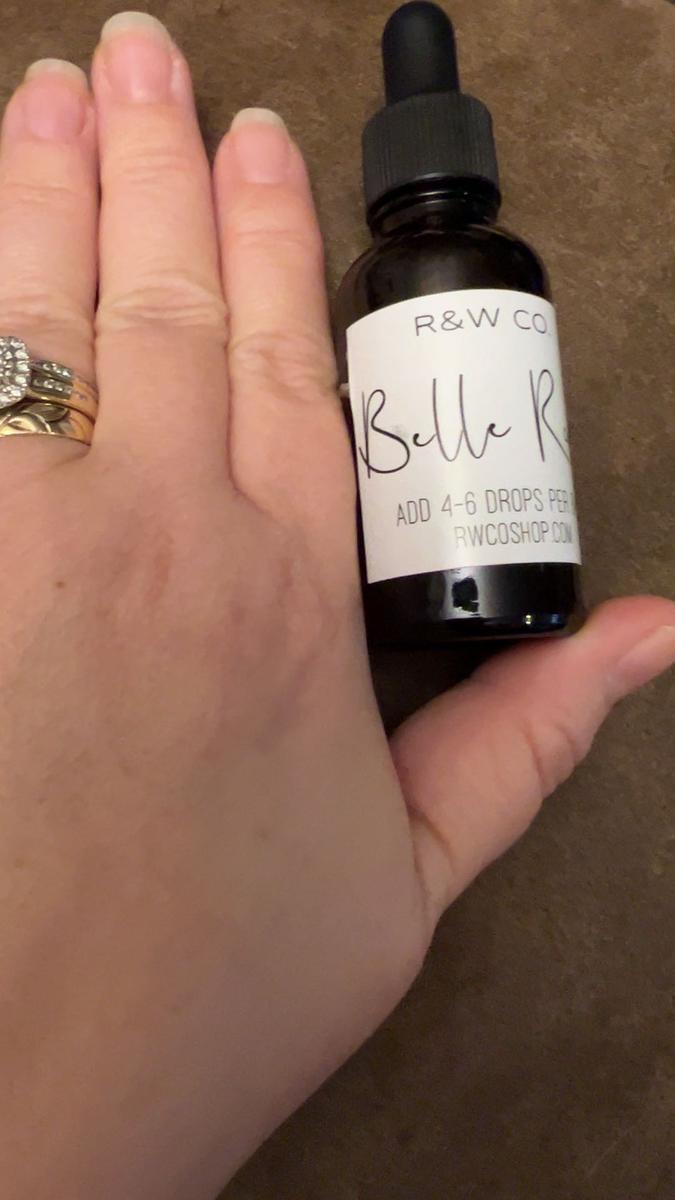 R&W CO.
Belle
ADD 4-6 DROPS PER
RWCOSHOP.COM